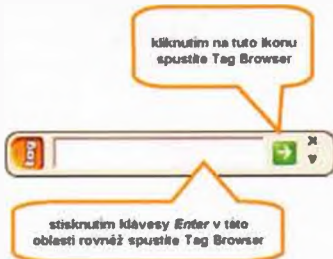 kliknutím na tuto ikonu
spustíte Tag Browser
tag
stisknutím klávesy Enter v této
oblasti rovněž spustíte Tag Browser